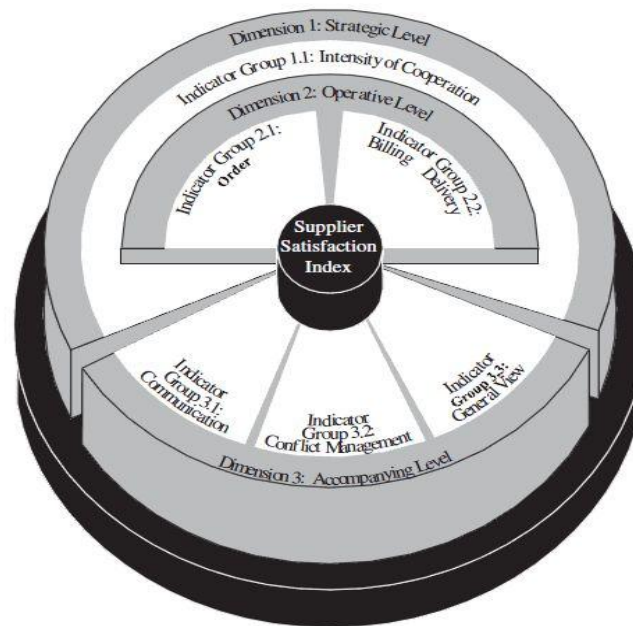 Dimension 1: Strategic Level
Indicator Group 1.1: Intensity of Cooperation
Dimension 2: Operative Level
Indicator Group 2.1:
Order
Indicator Group 2.2:
Billing Delivery
Supplier
Satisfaction
Index
Indicator
Group 3.1:
Communication
Indicator
Group 3.2:
Conflict Management
Indicator
Group 3.3:
General View
Dimension 3: Accompanying Level